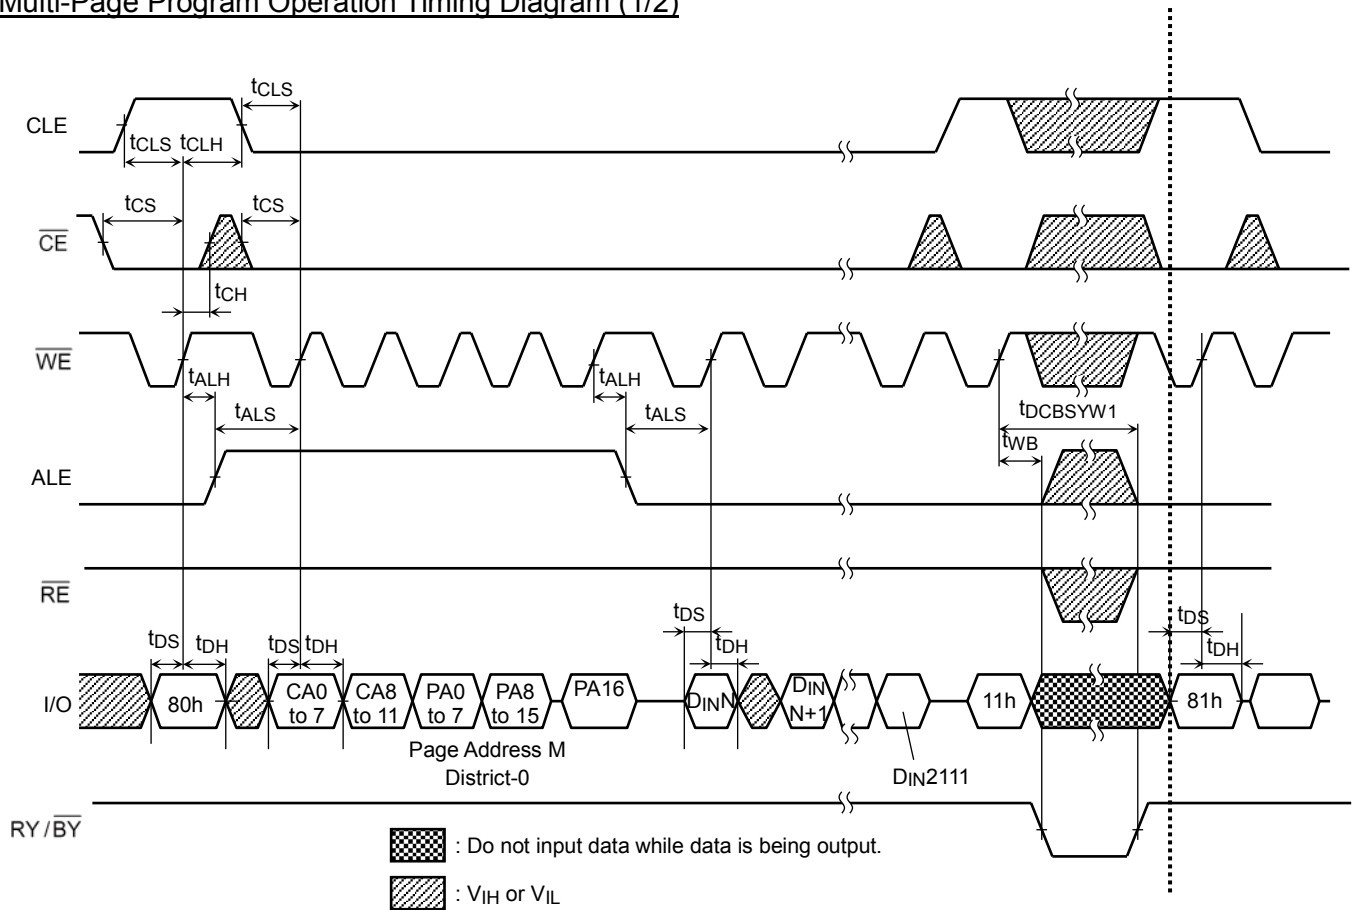 Multi-Page Program Operation Timing Diagram (1/2)
tCLS
CLE
tCLS tCLH
tCS tCS
CE
tCH
WE
tALH tALH
tALS tALS tDCBSYW1
tWB
ALE
RE
tDS tDS
tDS tDH tDS tDH tDH tDH
I/O 80h CA0 to 7 CA8 to 11 PA0 to 7 PA8 to 15 PA16 DINN DIN N+1 11h 81h
Page Address M
District-0
DIN2111
RY/BY
: Do not input data while data is being output.
: VIH or VIL